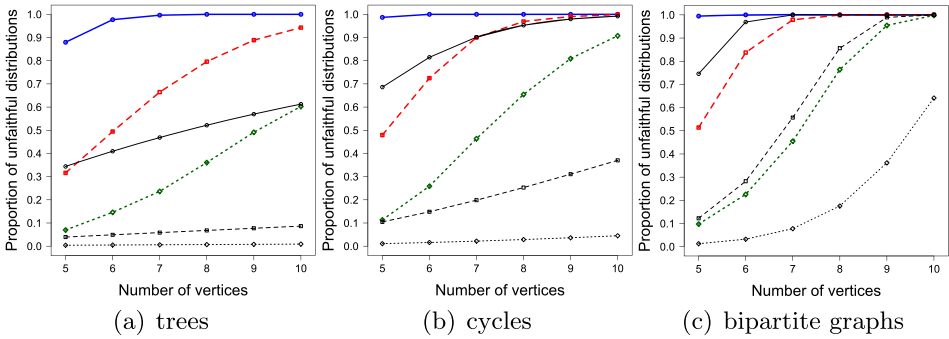 Proportion of unfaithful distributions
1.0
0.9
0.8
0.7
0.6
0.5
0.4
0.3
0.2
0.1
0.0
5 6 7 8 9 10
Number of vertices
(a) trees
Proportion of unfaithful distributions
1.0
0.9
0.8
0.7
0.6
0.5
0.4
0.3
0.2
0.1
0.0
5 6 7 8 9 10
Number of vertices
(b) cycles
Proportion of unfaithful distributions
1.0
0.9
0.8
0.7
0.6
0.5
0.4
0.3
0.2
0.1
0.0
5 6 7 8 9 10
Number of vertices
(c) bipartite graphs